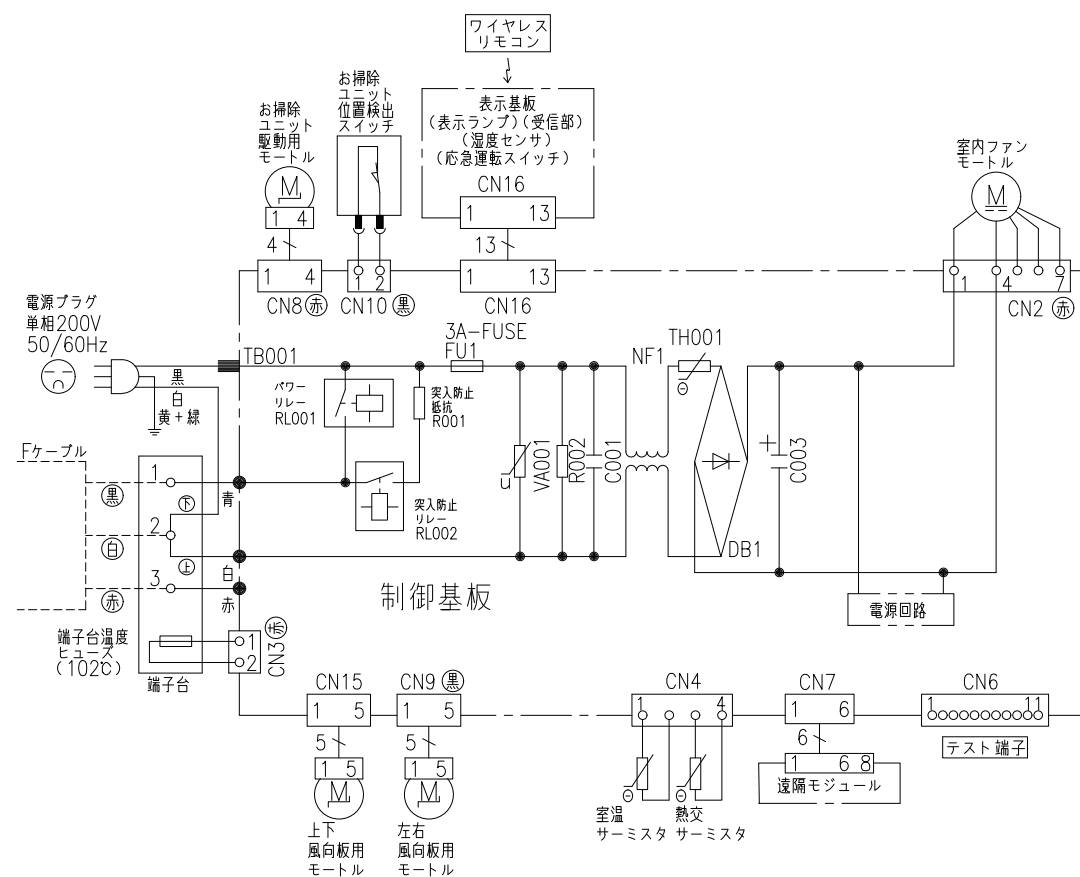 ワイヤレス
リモコン
お掃除
ユニット
位置検出
スイッチ
お掃除
ユニット
駆動用
モートル
M
1 4
4
1 4
CN8 赤
1 2
CN10 黒
表示基板
(表示ランプ)(受信部)
(湿度センサ)
(応急運転スイッチ)
CN16
1 13
13
1 13
CN16
室内ファン
モートル
M
1 4 7
CN2 赤
電源プラグ
単相200V
50/60Hz
黒
白
黄+緑
TB001
パワー
リレー
RL001
3A-FUSE
FU1
突入防止
抵抗
R001
突入防止
リレー
RL002
VA001
R002
C001
NF1
TH001
DB1
C003
電源回路
制御基板
Fケーブル
黒
白
赤
1
2
3
下
上
青
白
赤
端子台温度
ヒューズ
(102℃)
端子台
1
2
CN3 赤
CN15
1 5
5
1 5
M
上下
風向板用
モートル
CN9 黒
1 5
5
1 5
M
左右
風向板用
モートル
CN4
1 4
室温
サーミスタ
熱交
サーミスタ
CN7
1 6
6
1 6 8
遠隔モジュール
CN6
1 11
テスト端子